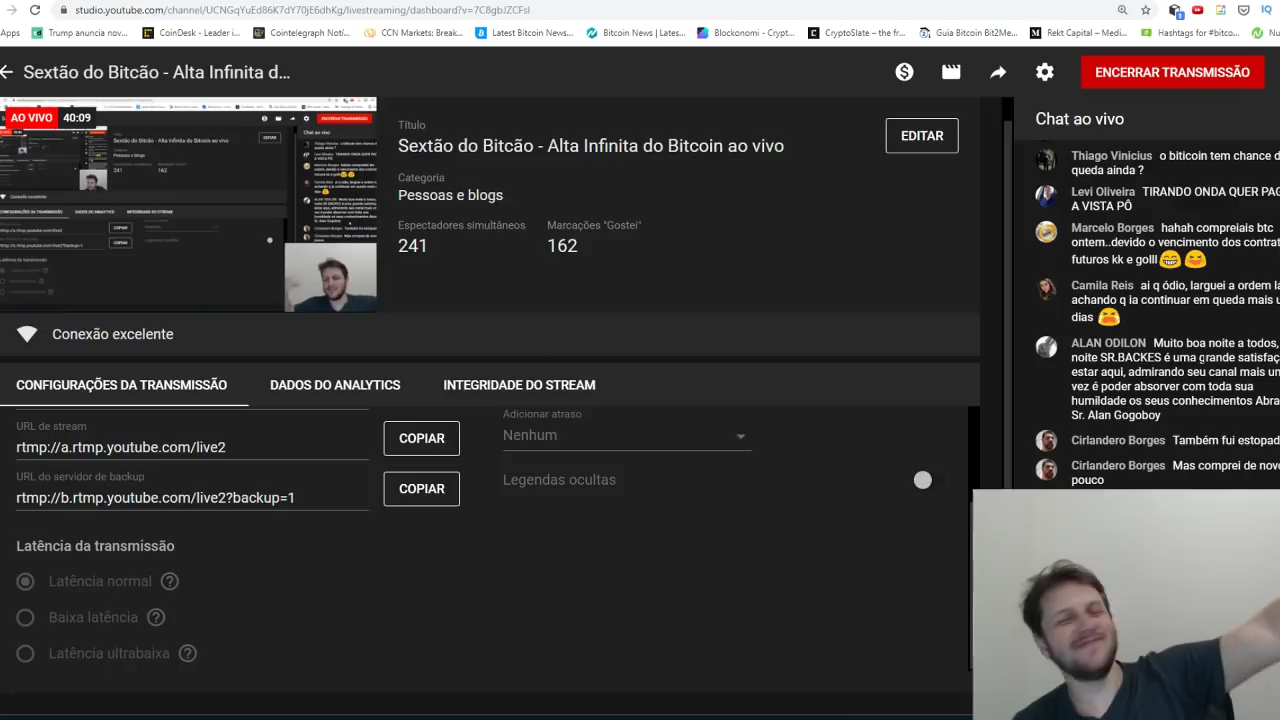 studio.youtube.com/channel/UCNGqYuEd86K7dY70jE6dhKg/livestreaming/dashboard?v=7C8gbJZCFsI
Apps Trump anuncia nov... CoinDesk - Leader i... Cointelegraph Notí... CCN Markets: Break... Latest Bitcoin News... Bitcoin News | Lates... Blokonomi - Crypt... CryptoSlate – the fr... Guia Bitcoin Bit2Me... Rekt Capital – Medi... Hashtags for #bitco...
Sextão do Bitcão - Alta Infinita d...
ENCERRAR TRANSMISSÃO
AO VIVO 40:09
Título
Sextão do Bitcão - Alta Infinita do Bitcoin ao vivo
EDITAR
Categoria
Pessoas e blogs
Espectadores simultâneos Marcações "Gostei"
241 162
Conexão excelente
CONFIGURAÇÕES DA TRANSMISSÃO DADOS DO ANALYTICS INTEGRIDADE DO STREAM
URL de stream
rtmp://a.rtmp.youtube.com/live2
COPIAR
URL do servidor de backup
rtmp://b.rtmp.youtube.com/live2?backup=1
COPIAR
Adicionar atraso
Nenhum
Legendas ocultas
Latência da transmissão
Latência normal
Baixa latência
Latência ultrabaixa
Chat ao vivo
Thiago Vinicius o biticoin tem chance d
queda ainda ?
Levi Oliveira TIRANDO ONDA QUER PAG
A VISTA PÔ
Marcelo Borges hahah compreiais btc
ontem..devido o vencimento dos contrat
futuros kk e golll
Camila Reis ai q ódio, larguei a ordem la
achando q ia continuar em queda mais u
dias
ALAN ODILON Muito boa noite a todos,
noite SR.BACKES é uma grande satisfaç
estar aqui, admirando seu canal mais um
vez é poder absorver com toda sua
humildade os seus conhecimentos Abra
Sr. Alan Gogoboy
Cirlandero Borges Também fui estopad
Cirlandero Borges Mas comprei de novo
pouco